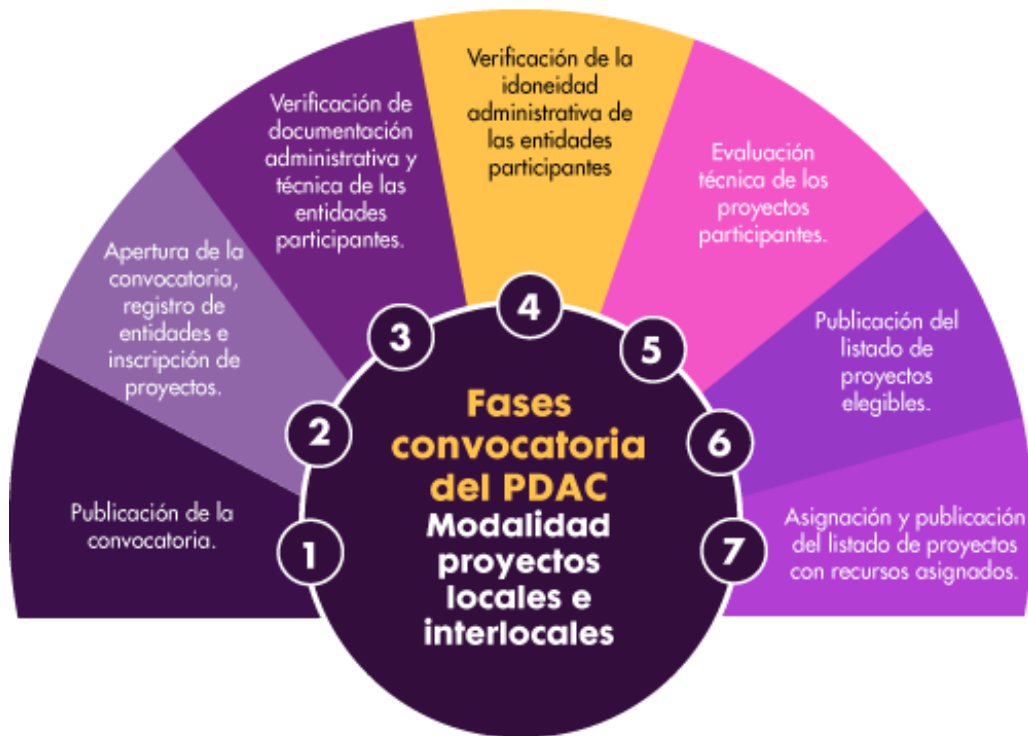 Fases
convocatoria
del PDAC
Modalidad
proyectos
locales e
interlocales
1
Publicación de la
convocatoria.
2
Apertura de la
convocatoria,
registro de
entidades e
inscripción de
proyectos.
3
Verificación de
documentación
administrativa y
técnica de las
entidades
participantes.
4
Verificación de la
idoneidad
administrativa de
las entidades
participantes
5
Evaluación
técnica de los
proyectos
participantes.
6
Publicación del
listado de
proyectos
elegibles.
7
Asignación y publicación
del listado de proyectos
con recursos asignados.